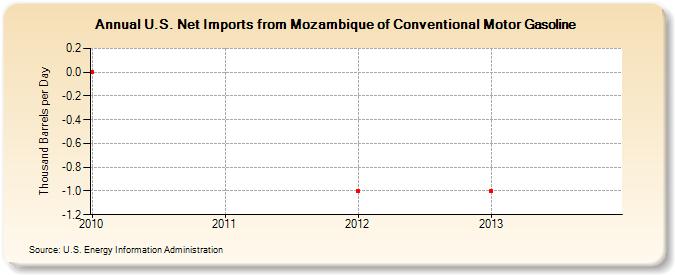 Annual U.S. Net Imports from Mozambique of Conventional Motor Gasoline
Thousand Barrels per Day
0.2
0.0
-0.2
-0.4
-0.6
-0.8
-1.0
-1.2
2010 2011 2012 2013
Source: U.S. Energy Information Administration